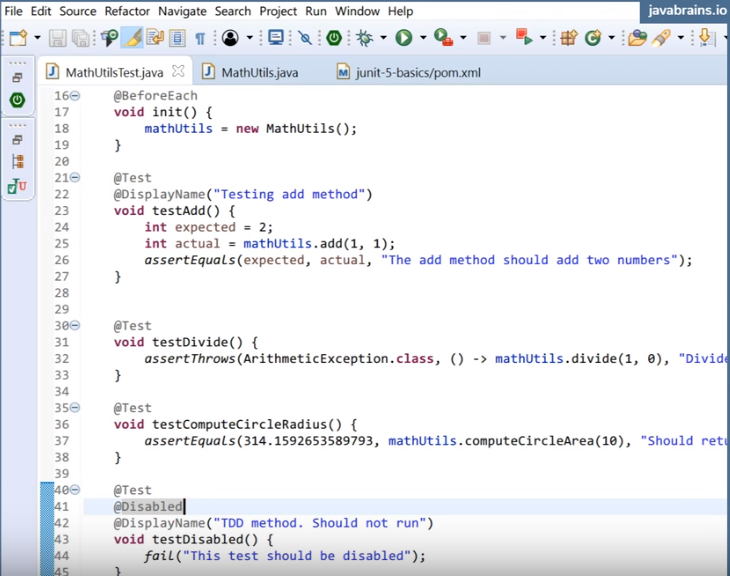 File Edit Source Refactor Navigate Search Project Run Window Help
javabrains.io
MathUtilsTest.java MathUtils.java junit-5-basics/pom.xml
16 @BeforeEach
17 void init() {
18 mathUtils = new MathUtils();
19 }
20
21 @Test
22 @DisplayName("Testing add method")
23 void testAdd() {
24 int expected = 2;
25 int actual = mathUtils.add(1, 1);
26 assertEquals(expected, actual, "The add method should add two numbers");
27 }
28
29
30 @Test
31 void testDivide() {
32 assertThrows(ArithmeticException.class, () -> mathUtils.divide(1, 0), "Divide
33 }
34
35 @Test
36 void testComputeCircleRadius() {
37 assertEquals(314.1592653589793, mathUtils.computeCircleArea(10), "Should retu
38 }
39
40 @Test
41 @Disabled
42 @DisplayName("TDD method. Should not run")
43 void testDisabled() {
44 fail("This test should be disabled");
45 }